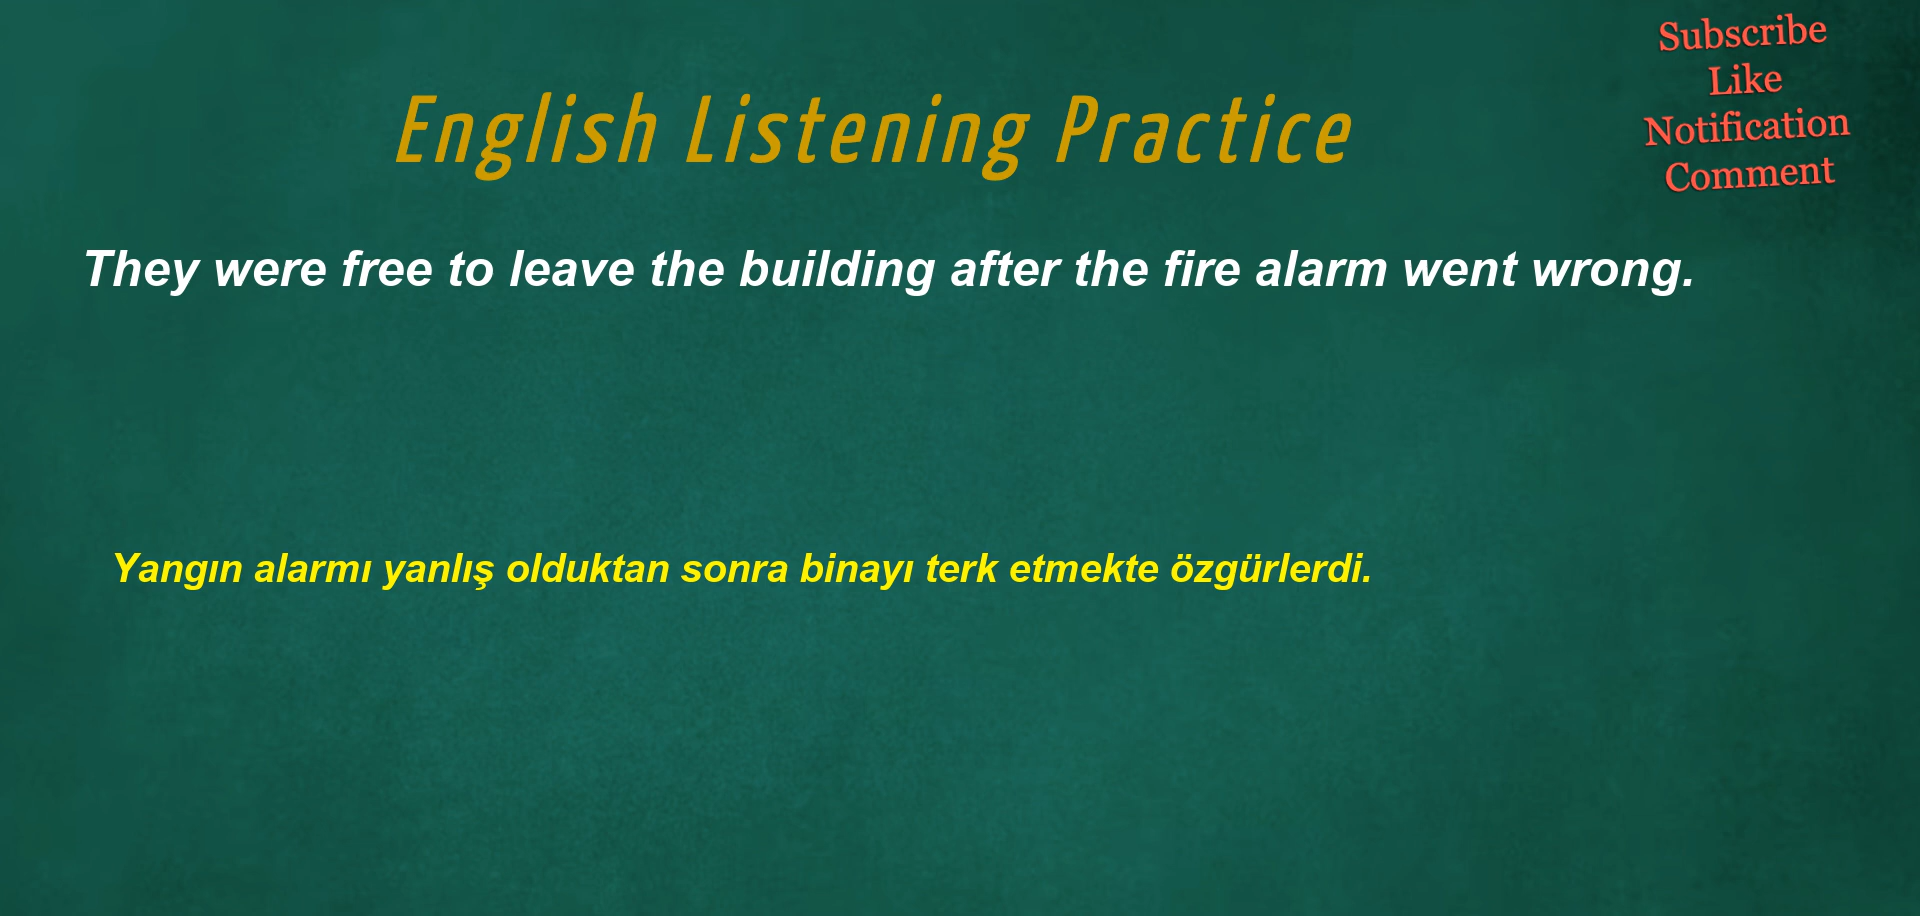 Subscribe
Like
Notification
Comment
English Listening Practice
They were free to leave the building after the fire alarm went wrong.
Yangın alarmı yanlış olduktan sonra binayı terk etmekte özgürlerdi.